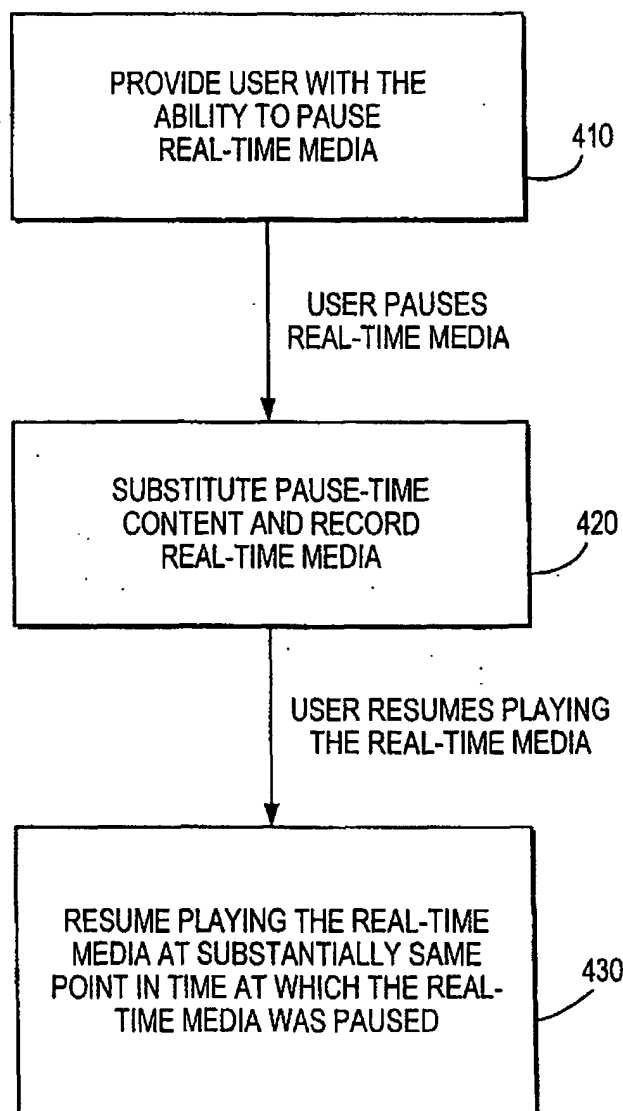 PROVIDE USER WITH THE
ABILITY TO PAUSE
REAL-TIME MEDIA
410
USER PAUSES
REAL-TIME MEDIA
SUBSTITUTE PAUSE-TIME
CONTENT AND RECORD
REAL-TIME MEDIA
420
USER RESUMES PLAYING
THE REAL-TIME MEDIA
RESUME PLAYING THE REAL-TIME
MEDIA AT SUBSTANTIALLY SAME
POINT IN TIME AT WHICH THE REAL-
TIME MEDIA WAS PAUSED
430